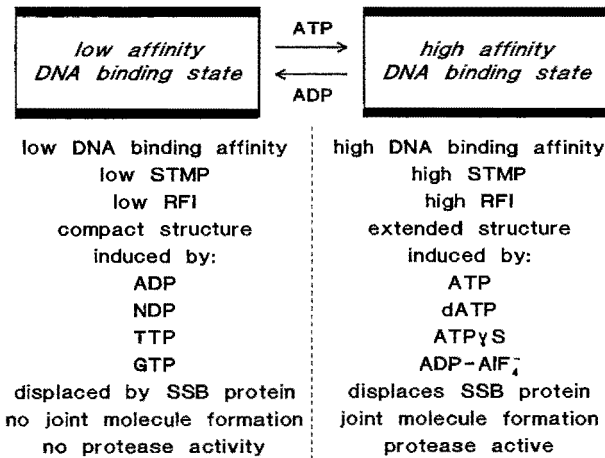 low affinity
DNA binding state
ATP
ADP
high affinity
DNA binding state
low DNA binding affinity
low STMP
low RFI
compact structure
induced by:
ADP
NDP
TTP
GTP
displaced by SSB protein
no joint molecule formation
no protease activity
high DNA binding affinity
high STMP
high RFI
extended structure
induced by:
ATP
dATP
ATPγS
ADP-AlF₄⁻
displaces SSB protein
joint molecule formation
protease active